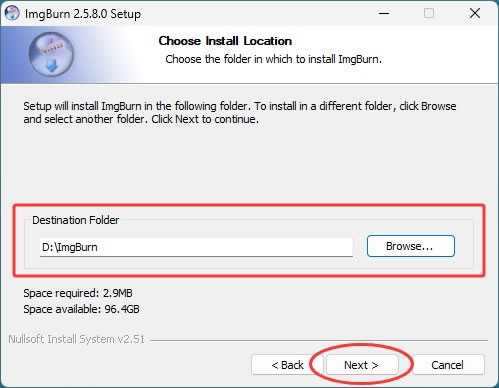 ImgBurn 2.5.8.0 Setup
Choose Install Location
Choose the folder in which to install ImgBurn.
Setup will install ImgBurn in the following folder. To install in a different folder, click Browse
and select another folder. Click Next to continue.
Destination Folder
D:\ImgBurn
Browse...
Space required: 2.9MB
Space available: 96.4GB
Nullsoft Install System v2.51
< Back
Next >
Cancel